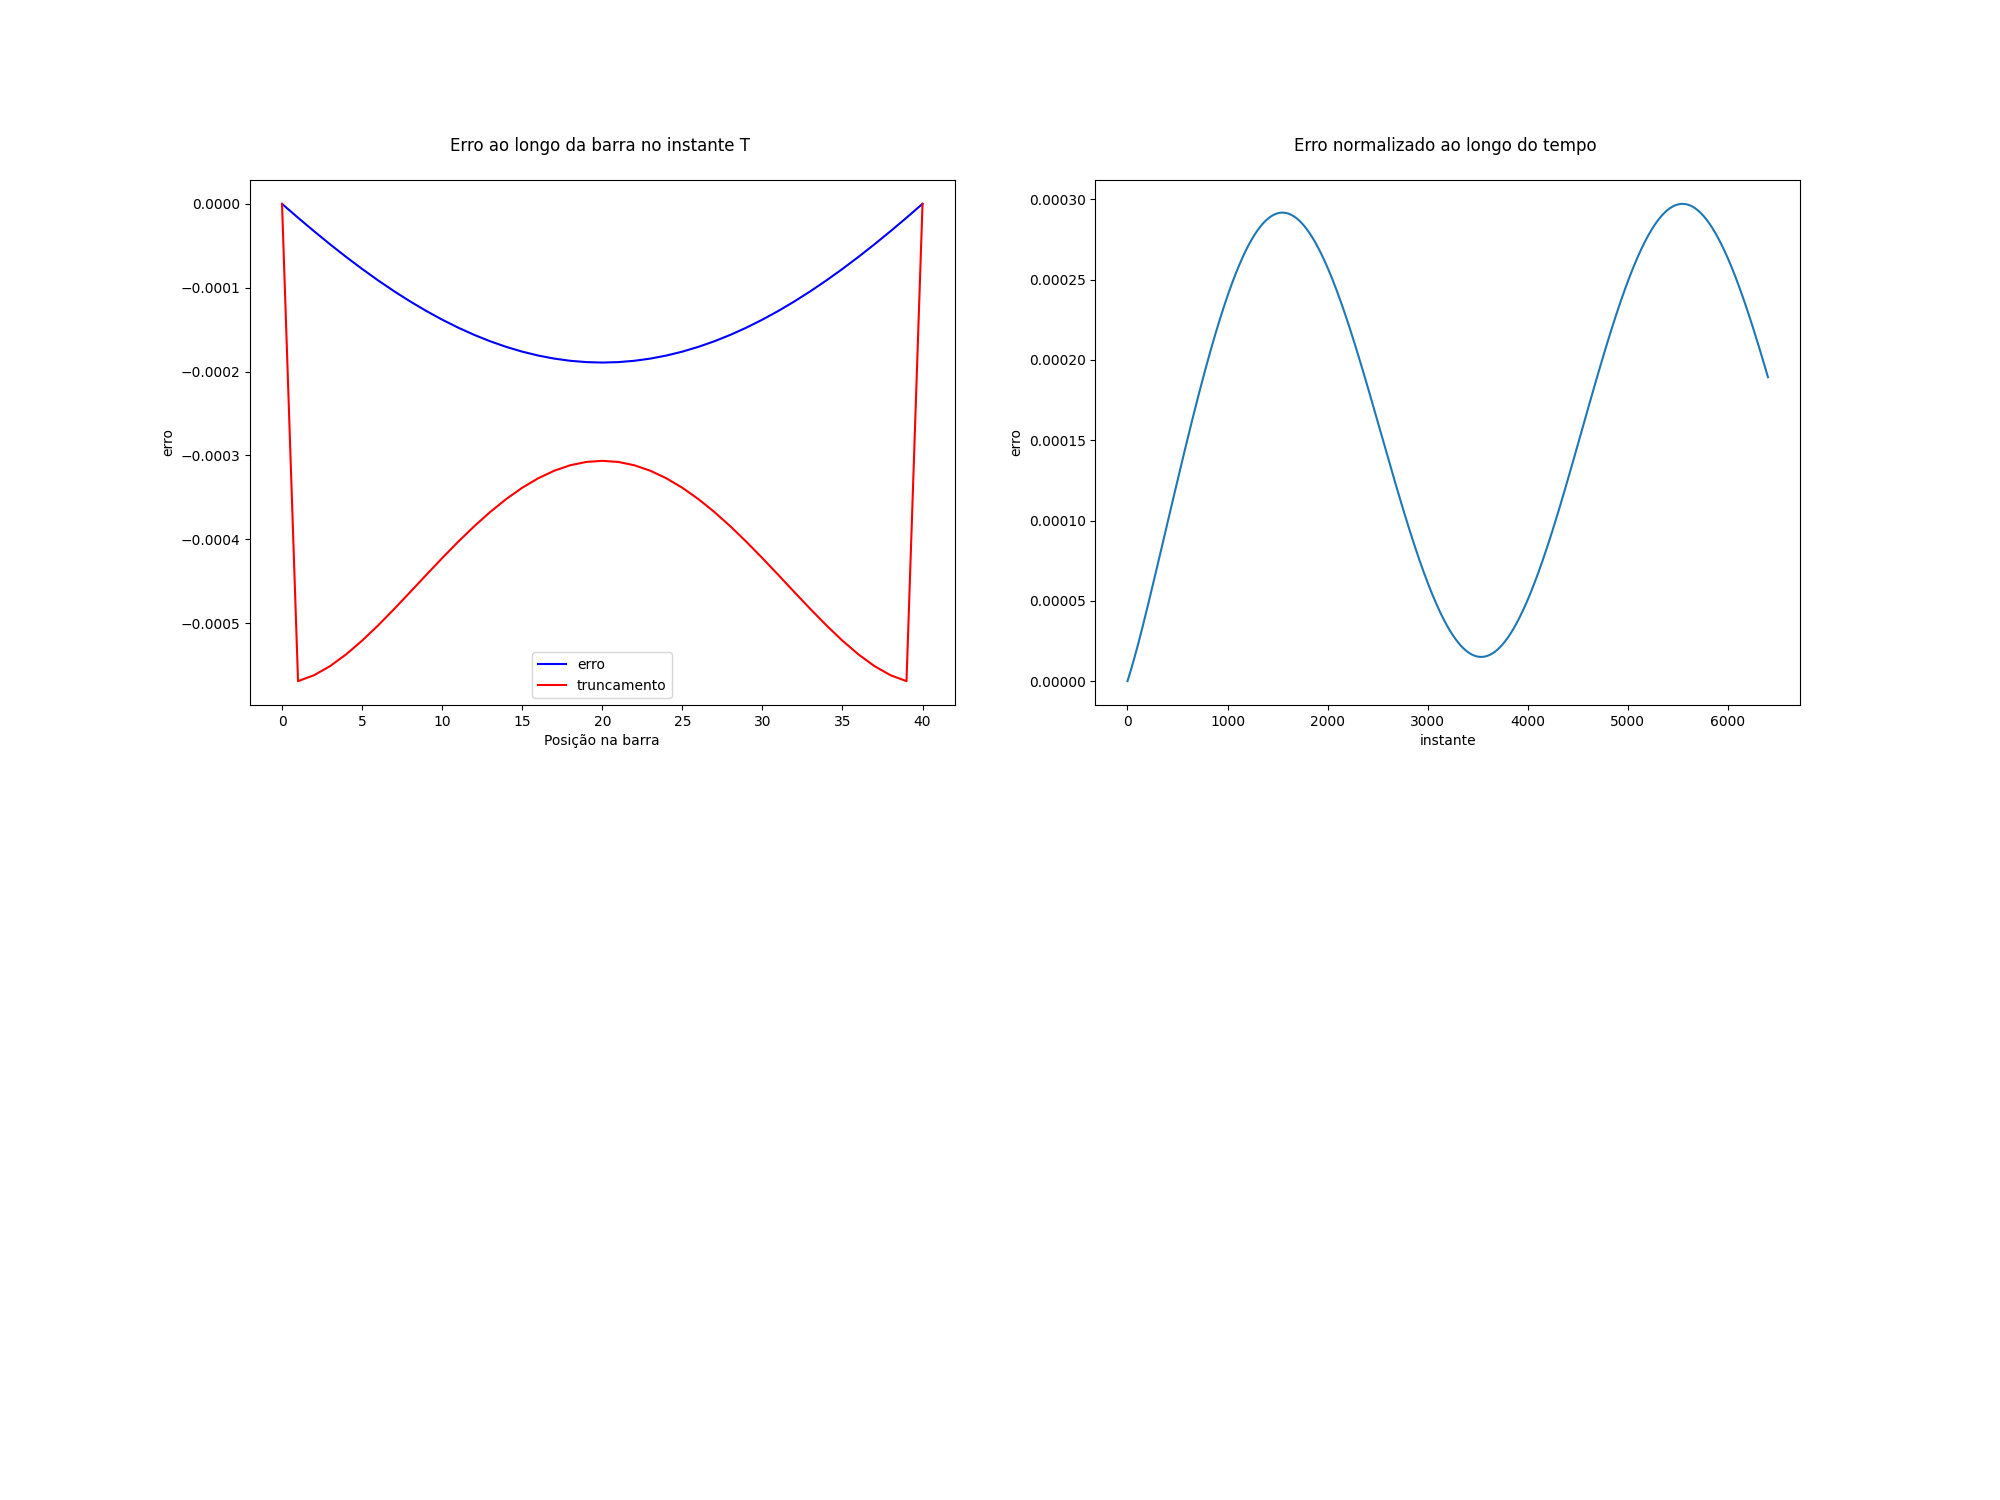 Erro ao longo da barra no instante T
0.0000
−0.0001
−0.0002
−0.0003
−0.0004
−0.0005
erro
erro
truncamento
0 5 10 15 20 25 30 35 40
Posição na barra
Erro normalizado ao longo do tempo
0.00030
0.00025
0.00020
0.00015
0.00010
0.00005
0.00000
erro
0 1000 2000 3000 4000 5000 6000
instante